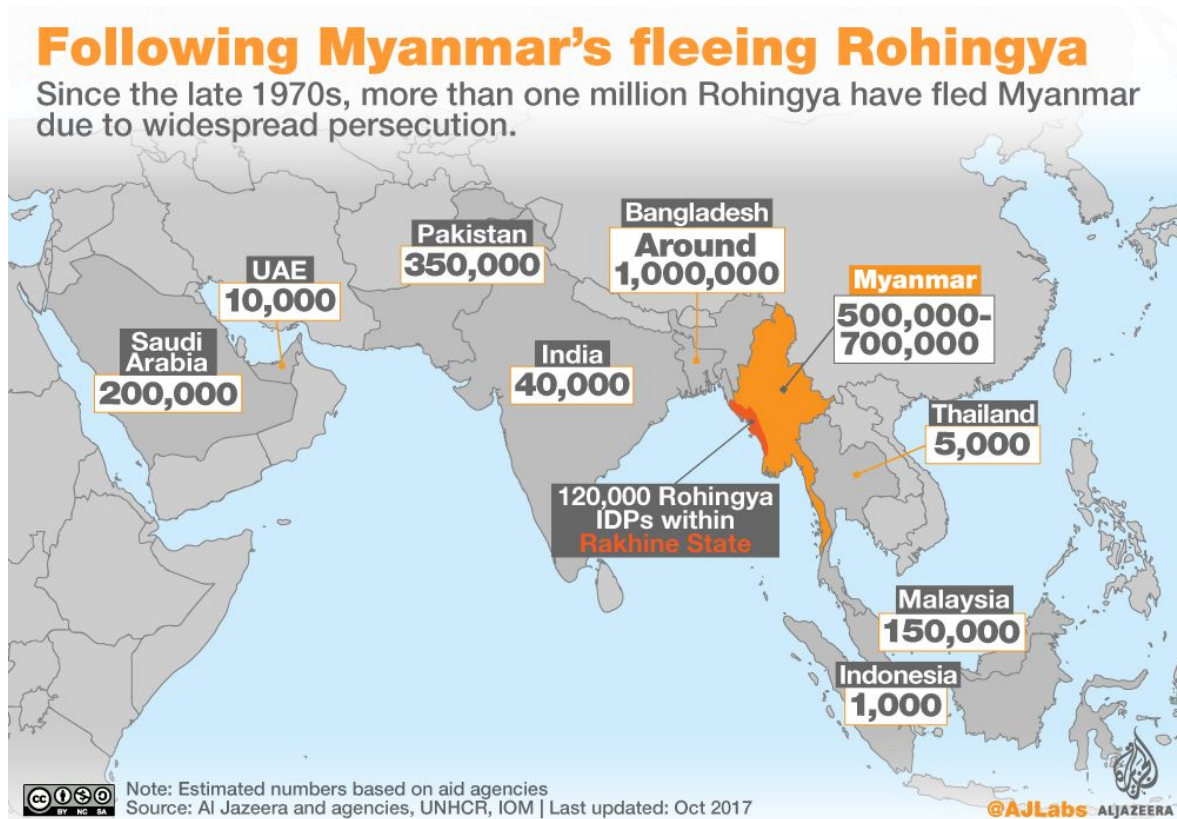 Following Myanmar's fleeing Rohingya
Since the late 1970s, more than one million Rohingya have fled Myanmar
due to widespread persecution.
Bangladesh
Around
1,000,000
Pakistan
350,000
UAE
10,000
Myanmar
500,000-
700,000
Saudi
Arabia
200,000
India
40,000
Thailand
5,000
120,000 Rohingya
IDPs within
Rakhine State
Malaysia
150,000
Indonesia
1,000
cc BY NC SA
Note: Estimated numbers based on aid agencies
Source: Al Jazeera and agencies, UNHCR, IOM | Last updated: Oct 2017
@AJLabs ALJAZEERA